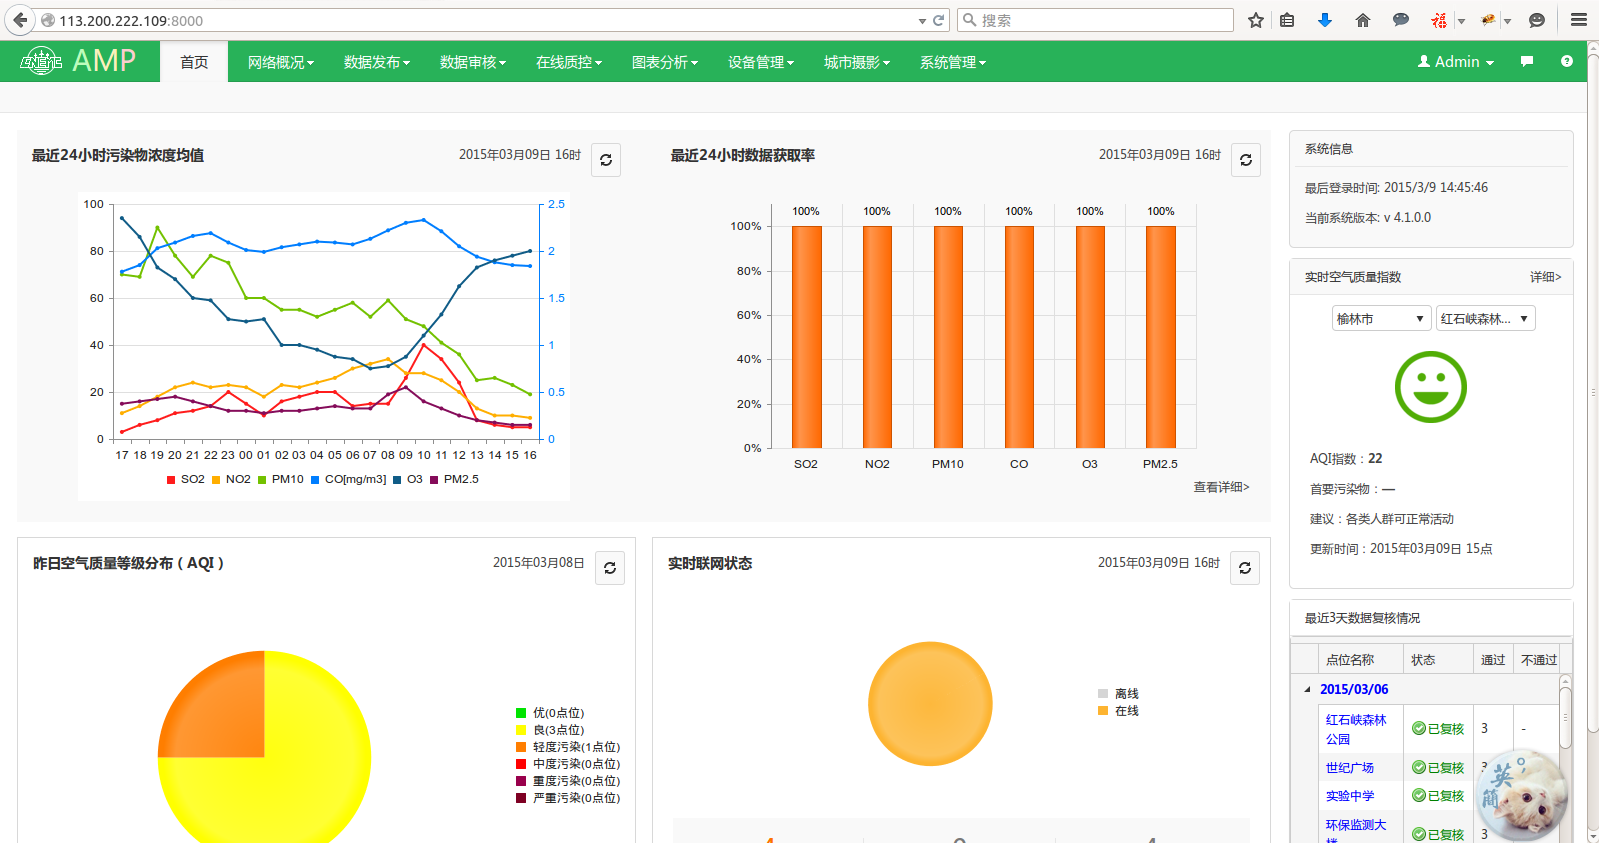 113.200.222.109:8000
搜索
AMP
首页
网络概况
数据发布
数据审核
在线质控
图表分析
设备管理
城市摄影
系统管理
Admin
最近24小时污染物浓度均值
2015年03月09日 16时
100
80
60
40
20
0
2.5
2
1.5
1
0.5
0
17 18 19 20 21 22 23 00 01 02 03 04 05 06 07 08 09 10 11 12 13 14 15 16
SO2 NO2 PM10 CO[mg/m3] O3 PM2.5
最近24小时数据获取率
2015年03月09日 16时
100% 100% 100% 100% 100% 100%
100%
80%
60%
40%
20%
0%
SO2 NO2 PM10 CO O3 PM2.5
查看详细>
昨日空气质量等级分布（AQI）
2015年03月08日
优(0点位)
良(3点位)
轻度污染(1点位)
中度污染(0点位)
重度污染(0点位)
严重污染(0点位)
实时联网状态
2015年03月09日 16时
离线
在线
系统信息
最后登录时间: 2015/3/9 14:45:46
当前系统版本: v 4.1.0.0
实时空气质量指数
详细>
榆林市
红石峡森林...
AQI指数：22
首要污染物：—
建议：各类人群可正常活动
更新时间：2015年03月09日 15点
最近3天数据复核情况
点位名称 状态 通过 不通过
2015/03/06
红石峡森林
公园
已复核 3 -
世纪广场 已复核
实验中学 已复核
环保监测大
已复核 3
英
简